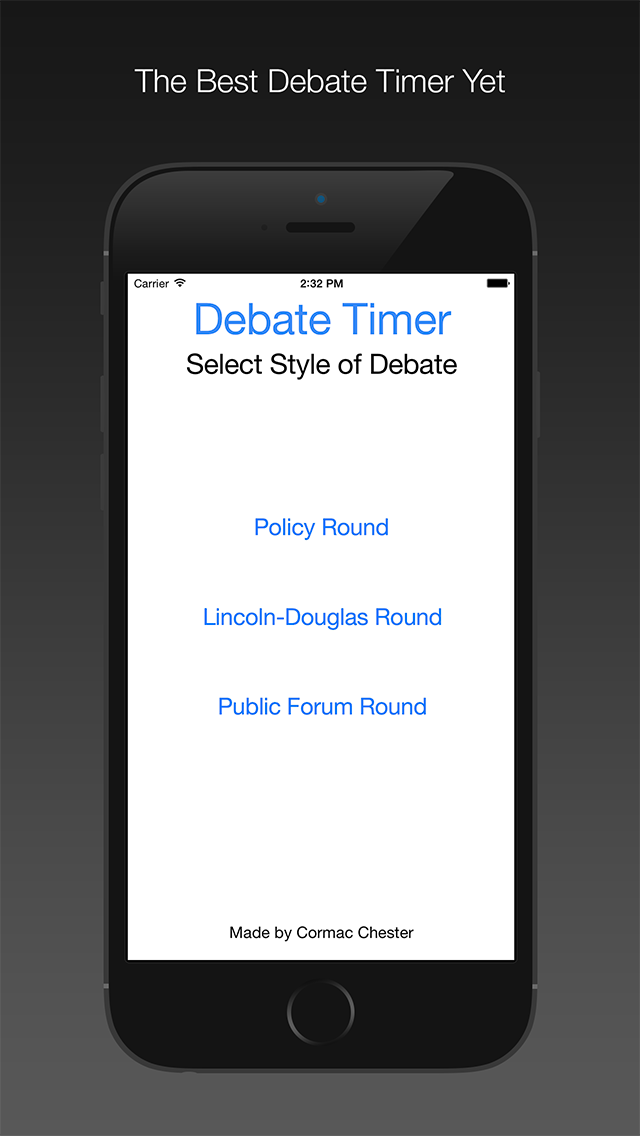 The Best Debate Timer Yet
Carrier 2:32 PM
Debate Timer
Select Style of Debate
Policy Round
Lincoln-Douglas Round
Public Forum Round
Made by Cormac Chester